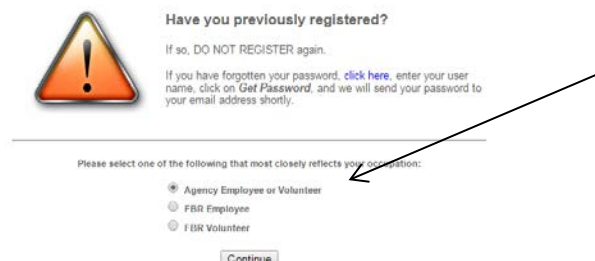 Have you previously registered?
If so, DO NOT REGISTER again.
If you have forgotten your password, click here, enter your user
name, click on Get Password, and we will send your password to
your email address shortly.
Please select one of the following that most closely reflects your occupation:
Agency Employee or Volunteer
FBR Employee
FBR Volunteer
Continue